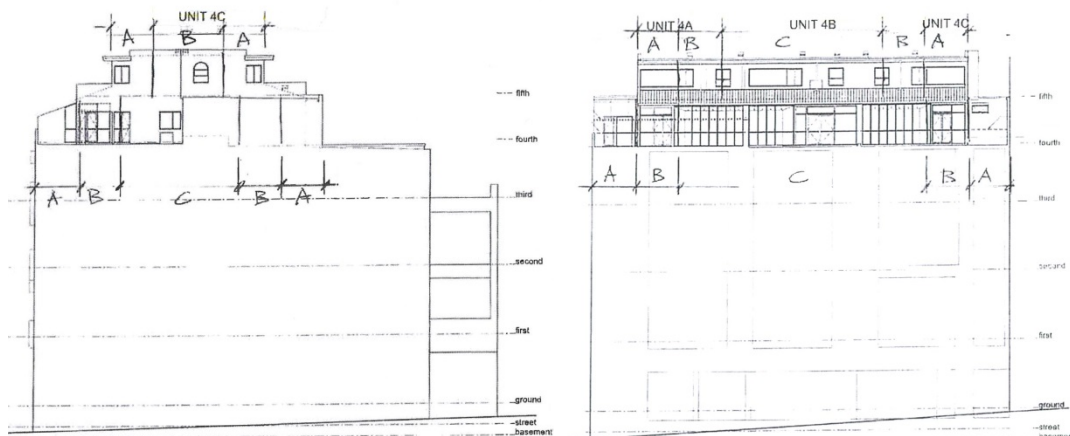 UNIT 4C
A B A
fifth
fourth
A B C B A
third
second
first
ground
street
basement
UNIT 4A UNIT 4B UNIT 4C
A B C B A
fifth
fourth
A B C B A
third
second
first
ground
street
basement